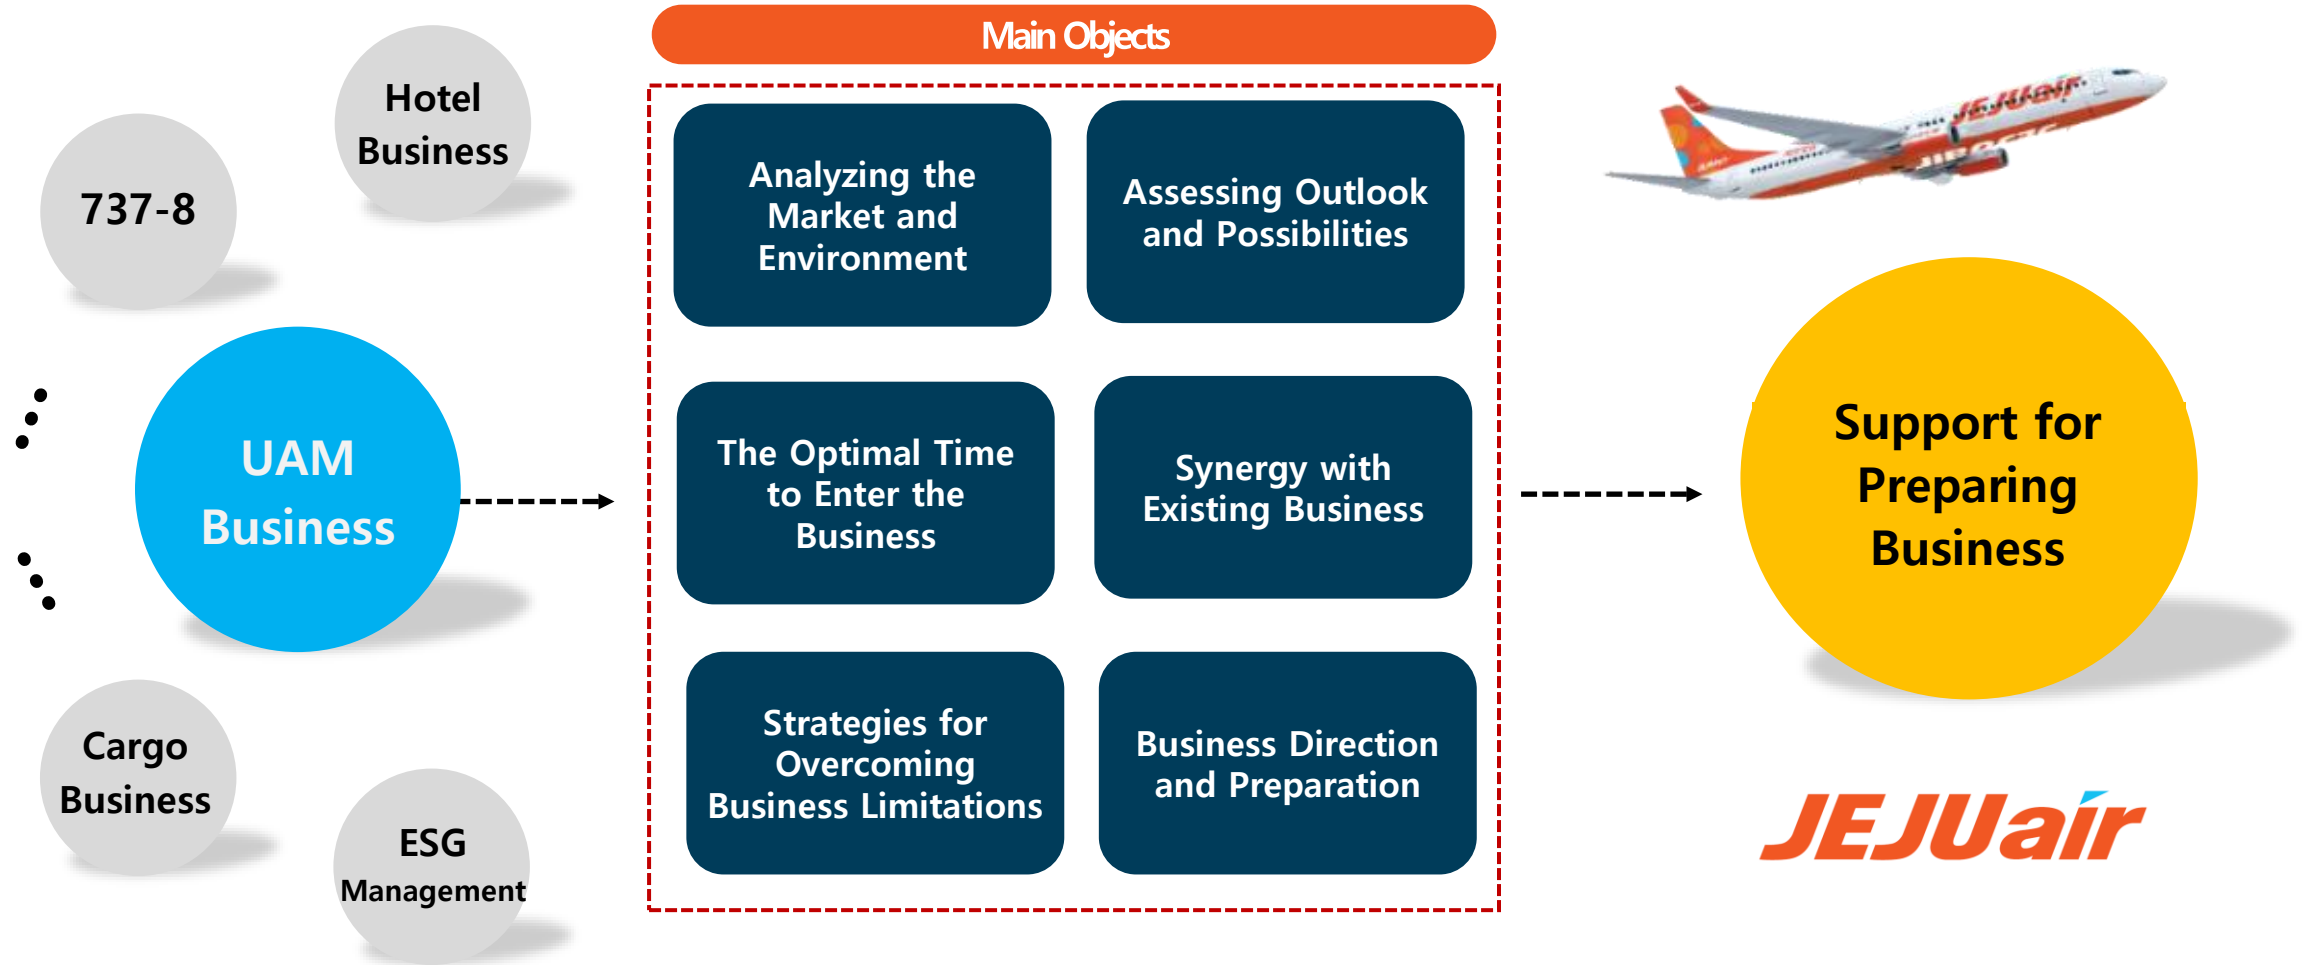 Main Objects
Hotel
Business
737-8
UAM
Business
Cargo
Business
ESG
Management
Analyzing the
Market and
Environment
Assessing Outlook
and Possibilities
The Optimal Time
to Enter the
Business
Synergy with
Existing Business
Strategies for
Overcoming
Business Limitations
Business Direction
and Preparation
JEJUair
Support for
Preparing
Business
JEJUair